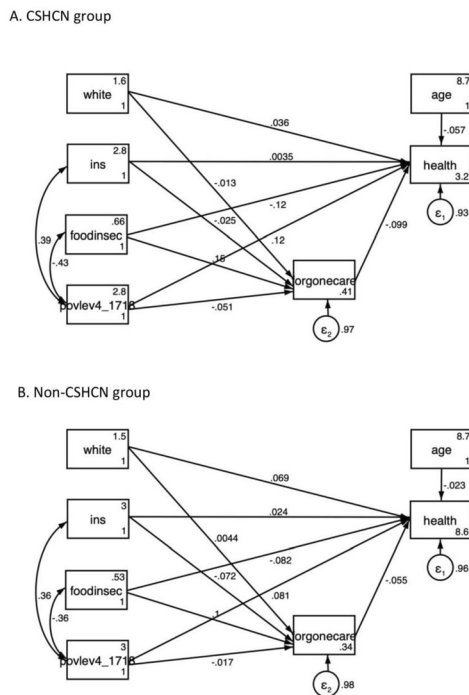 A. CSHCN group
1.6
white
1
8.7
age
1
.036
-.057
2.8
ins
1
.0035
health
3.2
-.013
-.12
-.025
ε1 .93
.66
foodinsec
1
.39
-.43
.12
-.099
.16
orgonecare
.41
2.8
povlev4_1718
1
-.051
ε2 .97
B. Non-CSHCN group
1.5
white
1
8.7
age
1
.069
-.023
3
ins
1
.024
health
8.6
.0044
-.082
-.072
ε1 .96
.53
foodinsec
1
.36
-.36
.081
-.055
.1
orgonecare
.34
3
povlev4_1718
1
-.017
ε2 .98